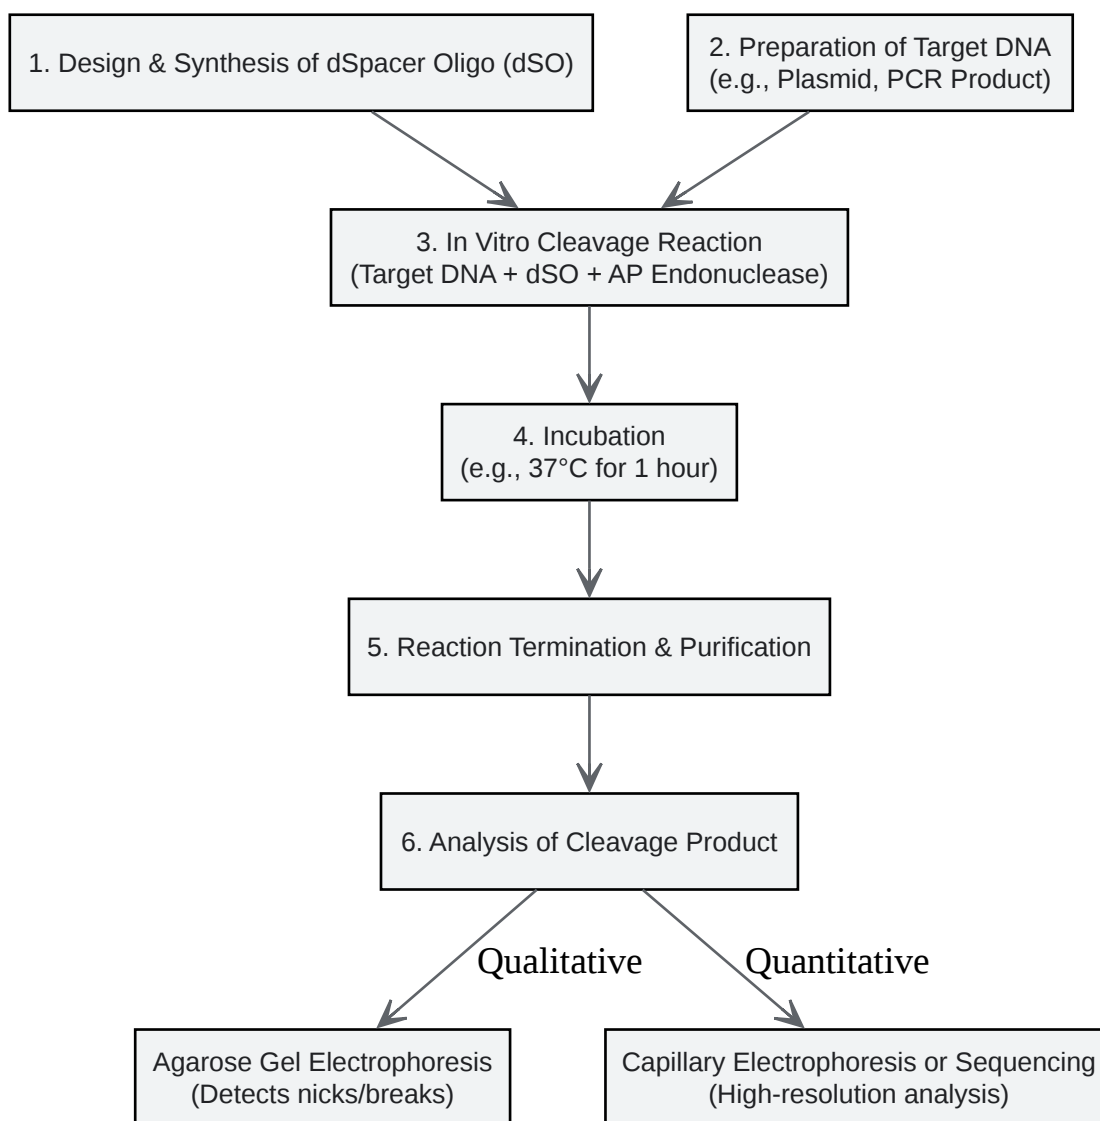 1. Design & Synthesis of dSpacer Oligo (dSO)
2. Preparation of Target DNA
(e.g., Plasmid, PCR Product)
3. In Vitro Cleavage Reaction
(Target DNA + dSO + AP Endonuclease)
4. Incubation
(e.g., 37°C for 1 hour)
5. Reaction Termination & Purification
6. Analysis of Cleavage Product
Qualitative
Quantitative
Agarose Gel Electrophoresis
(Detects nicks/breaks)
Capillary Electrophoresis or Sequencing
(High-resolution analysis)